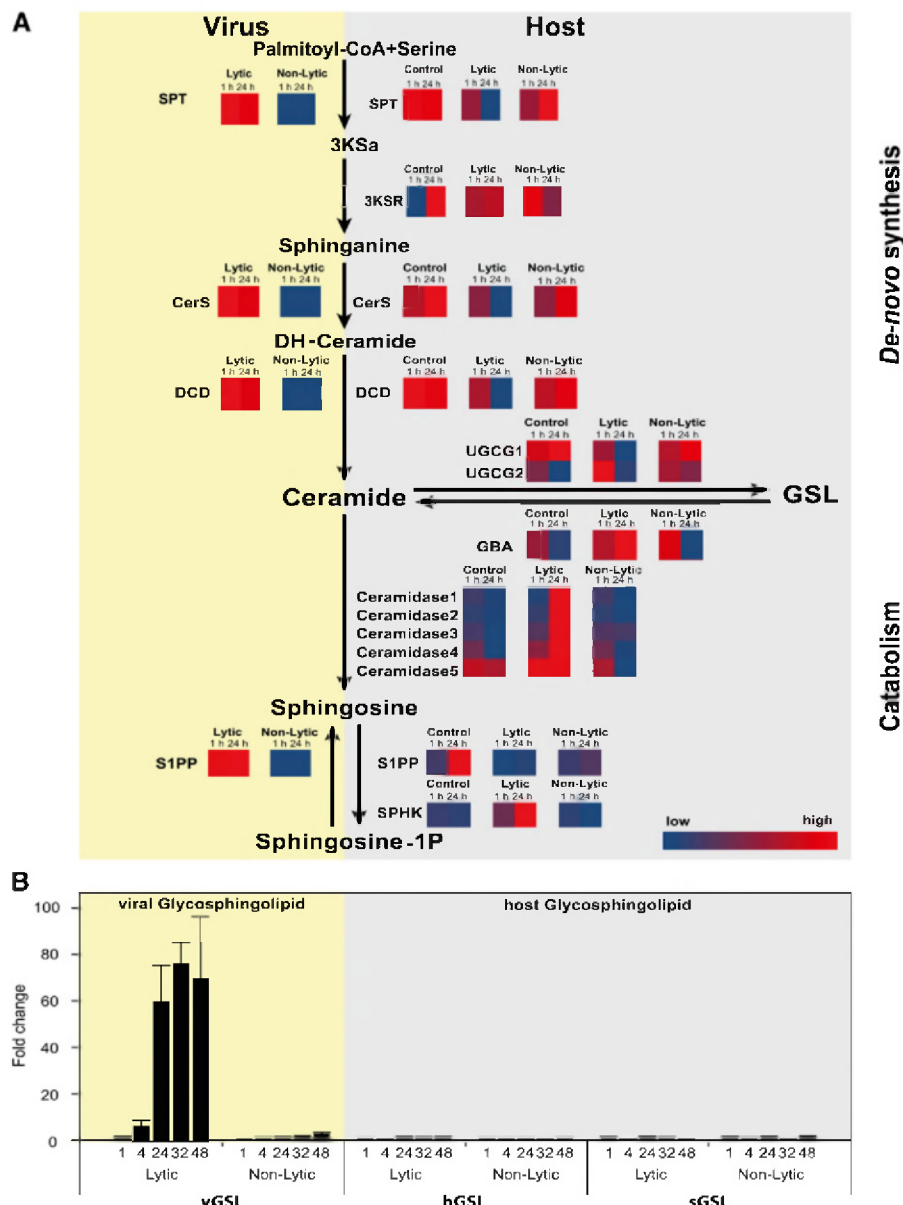 A
Virus
Host
Palmitoyl-CoA+Serine
Lytic Non-Lytic
1 h 24 h 1 h 24 h
SPT
Control Lytic Non-Lytic
1 h 24 h 1 h 24 h 1 h 24 h
SPT
3KSa
Control Lytic Non-Lytic
1 h 24 h 1 h 24 h 1 h 24 h
3KSR
Sphinganine
Lytic Non-Lytic
1 h 24 h 1 h 24 h
CerS
Control Lytic Non-Lytic
1 h 24 h 1 h 24 h 1 h 24 h
CerS
DH-Ceramide
Lytic Non-Lytic
1 h 24 h 1 h 24 h
DCD
Control Lytic Non-Lytic
1 h 24 h 1 h 24 h 1 h 24 h
DCD
Control Lytic Non-Lytic
1 h 24 h 1 h 24 h 1 h 24 h
UGCG1
UGCG2
Ceramide
GSL
Control Lytic Non-Lytic
1 h 24 h 1 h 24 h 1 h 24 h
GBA
Control Lytic Non-Lytic
1 h 24 h 1 h 24 h 1 h 24 h
Ceramidase1
Ceramidase2
Ceramidase3
Ceramidase4
Ceramidase5
Sphingosine
Lytic Non-Lytic
1 h 24 h 1 h 24 h
S1PP
Control Lytic Non-Lytic
1 h 24 h 1 h 24 h 1 h 24 h
S1PP
Control Lytic Non-Lytic
1 h 24 h 1 h 24 h 1 h 24 h
SPHK
Sphingosine-1P
low high
De-novo synthesis
Catabolism
B
viral Glycosphingolipid
host Glycosphingolipid
Fold change
100
80
60
40
20
0
1 4 24 32 48 1 4 24 32 48 1 4 24 32 48 1 4 24 32 48 1 4 24 32 48 1 4 24 32 48
Lytic Non-Lytic Lytic Non-Lytic Lytic Non-Lytic
vGSL hGSL sGSL